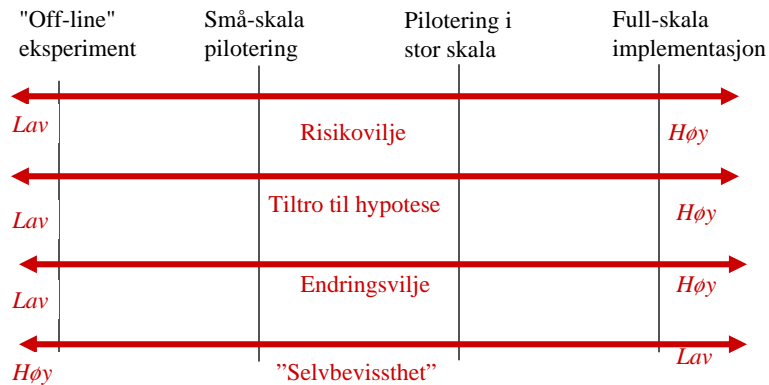 "Off-line"
eksperiment
Små-skala
pilotering
Pilotering i
stor skala
Full-skala
implementasjon
Lav
Risikovilje
Høy
Lav
Tiltro til hypotese
Høy
Lav
Endringsvilje
Høy
Høy
”Selvbevissthet”
Lav